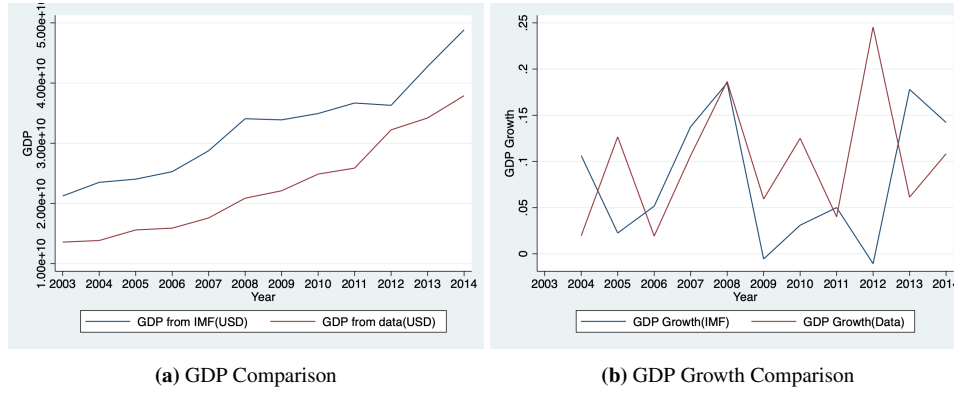 5.00e+10
4.00e+10
3.00e+10
2.00e+10
1.00e+10
GDP
2003 2004 2005 2006 2007 2008 2009 2010 2011 2012 2013 2014
Year
GDP from IMF(USD) GDP from data(USD)
(a) GDP Comparison
.25
.2
.15
.1
.05
0
GDP Growth
2003 2004 2005 2006 2007 2008 2009 2010 2011 2012 2013 2014
Year
GDP Growth(IMF) GDP Growth(Data)
(b) GDP Growth Comparison